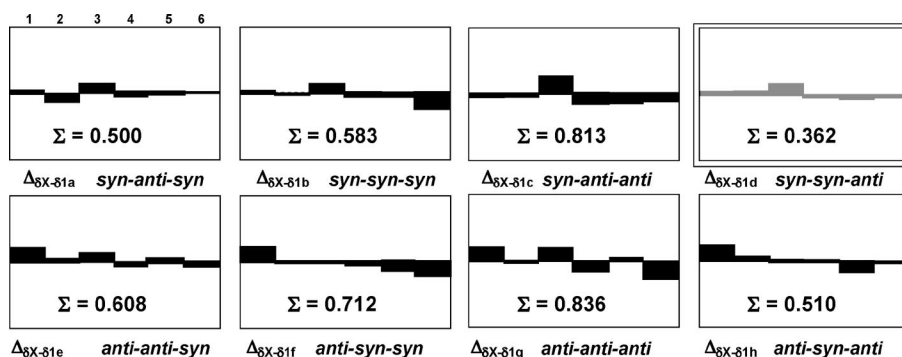 1 2 3 4 5 6
Σ = 0.500
Σ = 0.583
Σ = 0.813
Σ = 0.362
ΔδX-δ1a syn-anti-syn
ΔδX-δ1b syn-syn-syn
ΔδX-δ1c syn-anti-anti
ΔδX-δ1d syn-syn-anti
Σ = 0.608
Σ = 0.712
Σ = 0.836
Σ = 0.510
ΔδX-δ1e anti-anti-syn
ΔδX-δ1f anti-syn-syn
ΔδX-δ1g anti-anti-anti
ΔδX-δ1h anti-syn-anti